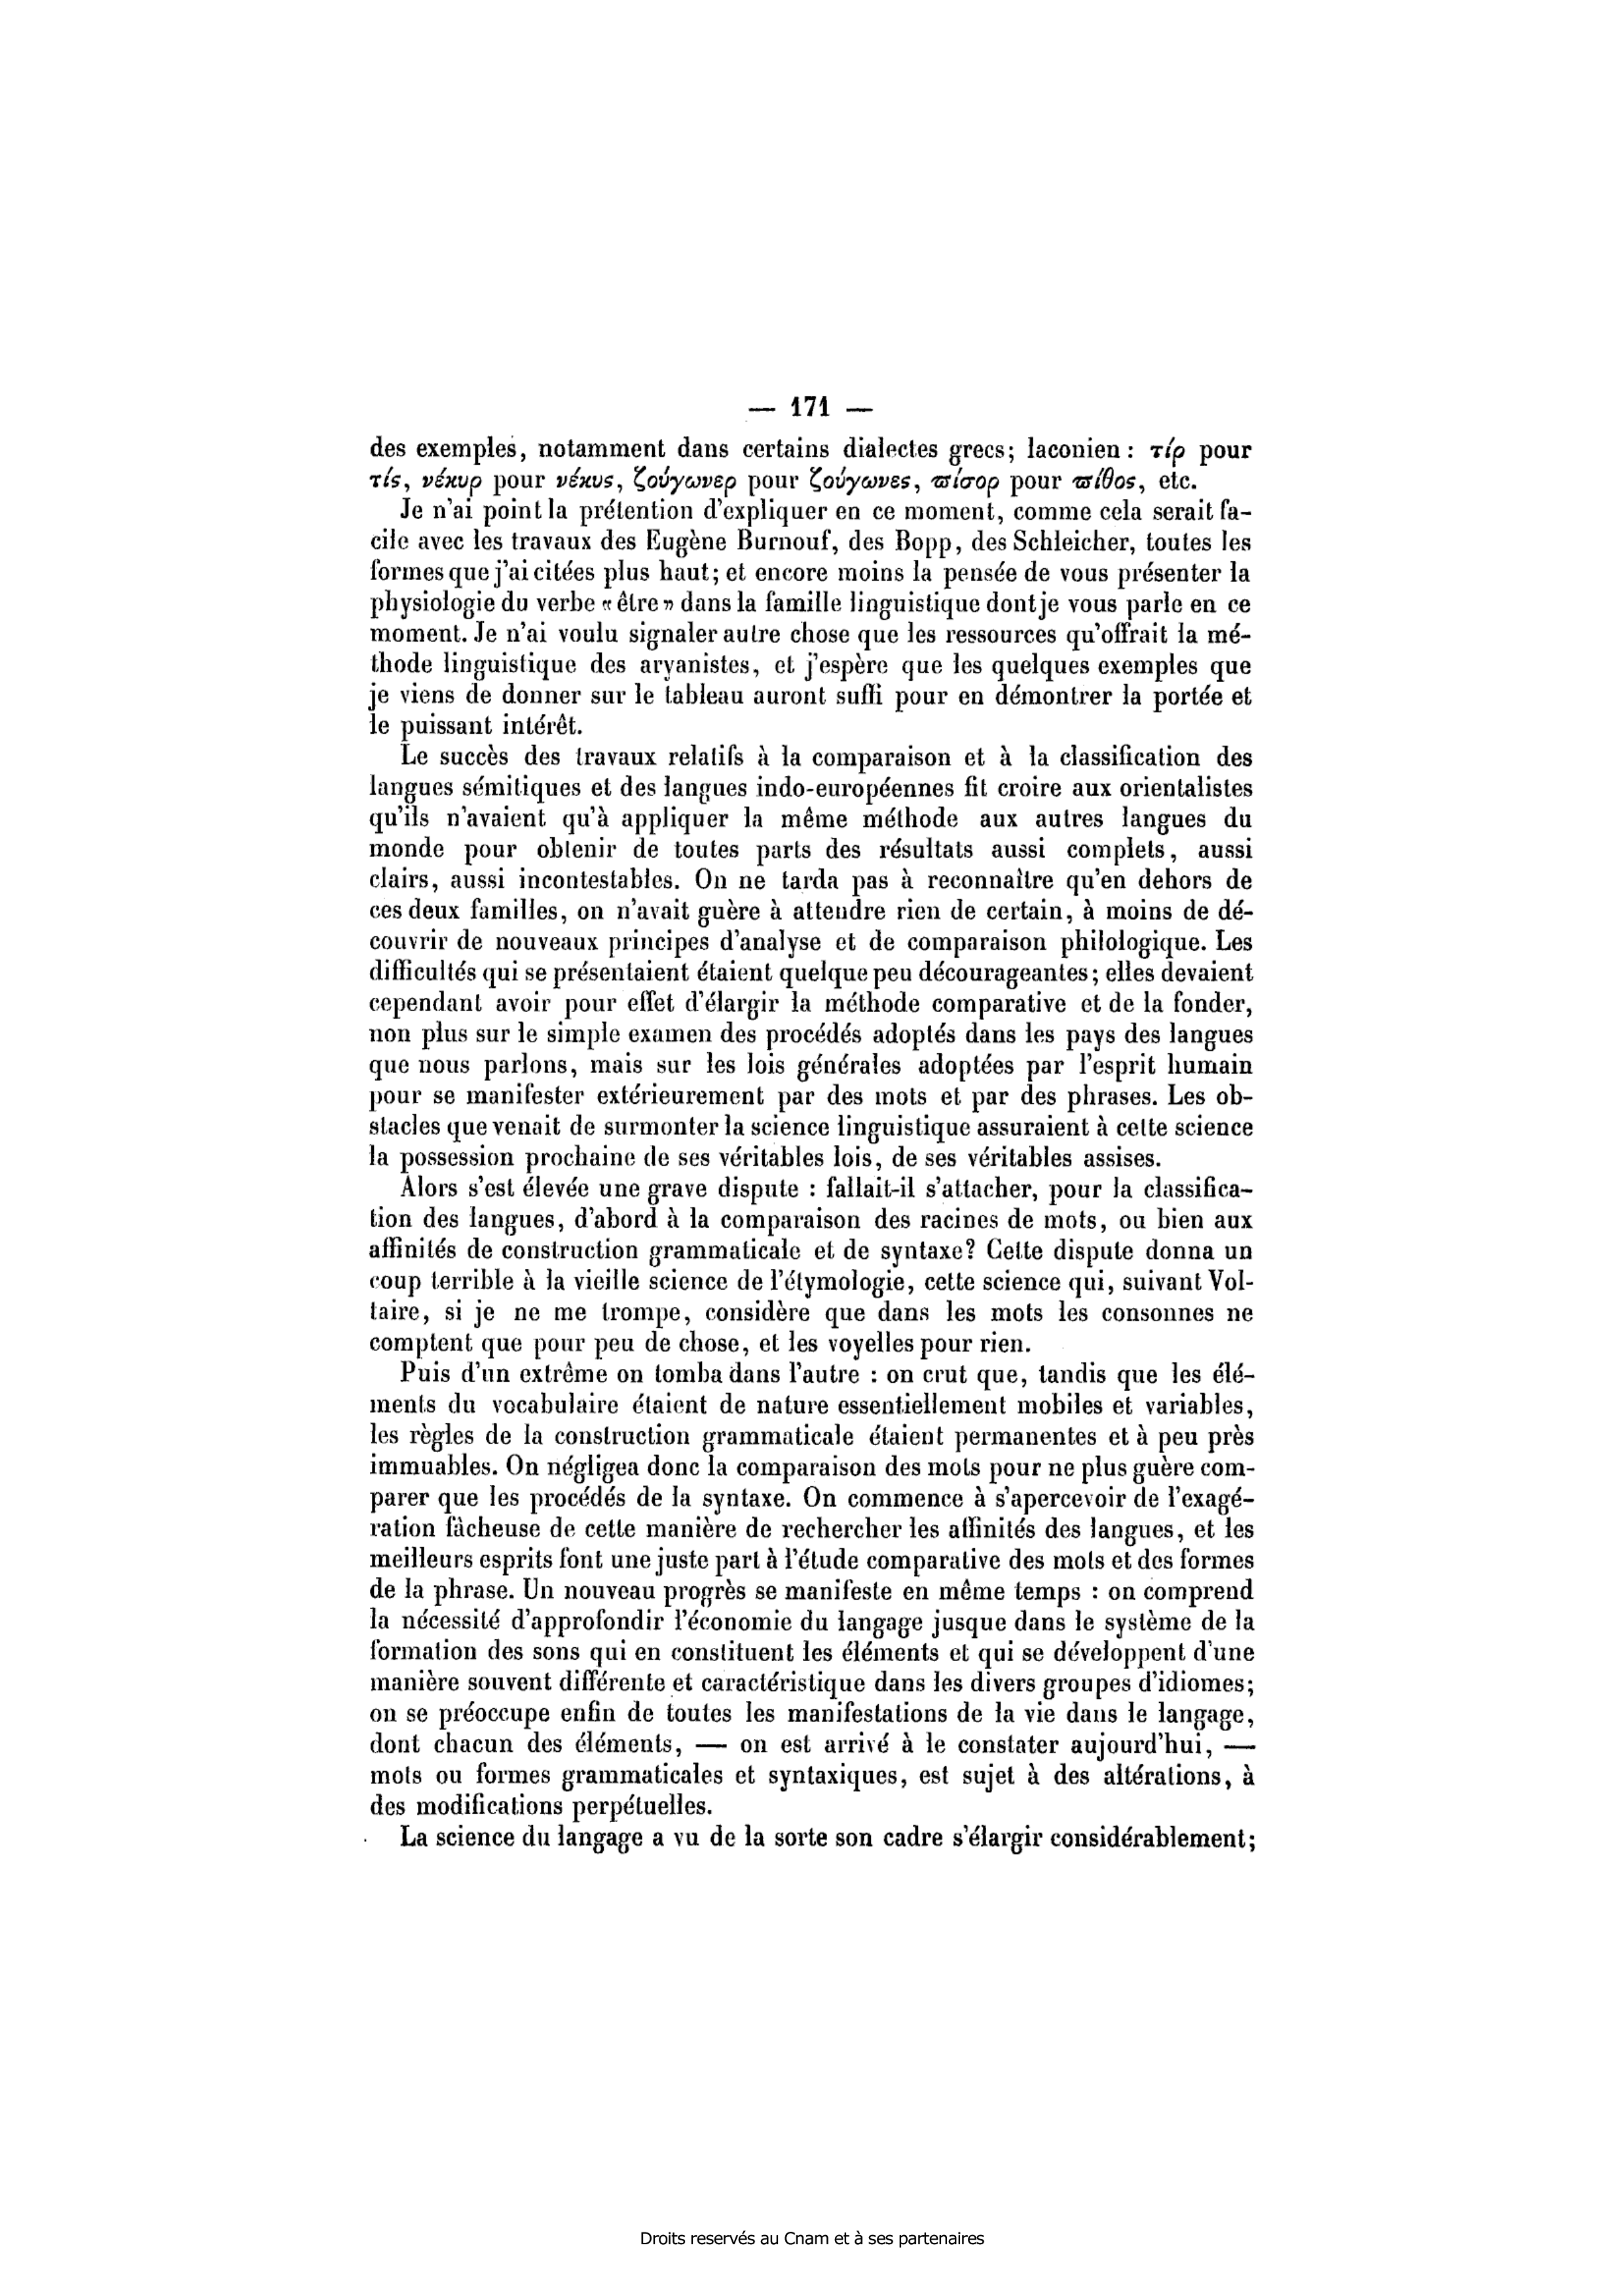 — 171 —
des exemples, notamment dans certains dialectes grecs; laconien : τίρ pour
τίς, νέκυρ pour νέκυς, ζούγωνερ pour ζούγωνες, ϖίσορ pour ϖίθος, etc.
Je n'ai point la prétention d'expliquer en ce moment, comme cela serait fa-
cile avec les travaux des Eugène Burnouf, des Bopp, des Schleicher, toutes les
formes que j'ai citées plus haut; et encore moins la pensée de vous présenter la
physiologie du verbe « être » dans la famille linguistique dont je vous parle en ce
moment. Je n'ai voulu signaler autre chose que les ressources qu'offrait la mé-
thode linguistique des aryanistes, et j'espère que les quelques exemples que
je viens de donner sur le tableau auront suffi pour en démontrer la portée et
le puissant intérêt.
Le succès des travaux relatifs à la comparaison et à la classification des
langues sémitiques et des langues indo-européennes fit croire aux orientalistes
qu'ils n'avaient qu'à appliquer la même méthode aux autres langues du
monde pour obtenir de toutes parts des résultats aussi complets, aussi
clairs, aussi incontestables. On ne tarda pas à reconnaître qu'en dehors de
ces deux familles, on n'avait guère à attendre rien de certain, à moins de dé-
couvrir de nouveaux principes d'analyse et de comparaison philologique. Les
difficultés qui se présentaient étaient quelque peu décourageantes; elles devaient
cependant avoir pour effet d'élargir la méthode comparative et de la fonder,
non plus sur le simple examen des procédés adoptés dans les pays des langues
que nous parlons, mais sur les lois générales adoptées par l'esprit humain
pour se manifester extérieurement par des mots et par des phrases. Les ob-
stacles que venait de surmonter la science linguistique assuraient à cette science
la possession prochaine de ses véritables lois, de ses véritables assises.
Alors s'est élevée une grave dispute : fallait-il s'attacher, pour la classifica-
tion des langues, d'abord à la comparaison des racines de mots, ou bien aux
affinités de construction grammaticale et de syntaxe? Cette dispute donna un
coup terrible à la vieille science de l'étymologie, cette science qui, suivant Vol-
taire, si je ne me trompe, considère que dans les mots les consonnes ne
comptent que pour peu de chose, et les voyelles pour rien.
Puis d'un extrême on tomba dans l'autre : on crut que, tandis que les élé-
ments du vocabulaire étaient de nature essentiellement mobiles et variables,
les règles de la construction grammaticale étaient permanentes et à peu près
immuables. On négligea donc la comparaison des mots pour ne plus guère com-
parer que les procédés de la syntaxe. On commence à s'apercevoir de l'exagé-
ration fâcheuse de cette manière de rechercher les affinités des langues, et les
meilleurs esprits font une juste part à l'étude comparative des mots et des formes
de la phrase. Un nouveau progrès se manifeste en même temps : on comprend
la nécessité d'approfondir l'économie du langage jusque dans le système de la
formation des sons qui en constituent les éléments et qui se développent d'une
manière souvent différente et caractéristique dans les divers groupes d'idiomes;
on se préoccupe enfin de toutes les manifestations de la vie dans le langage,
dont chacun des éléments, — on est arrivé à le constater aujourd'hui, —
mots ou formes grammaticales et syntaxiques, est sujet à des altérations, à
des modifications perpétuelles.
La science du langage a vu de la sorte son cadre s'élargir considérablement;
Droits reservés au Cnam et à ses partenaires